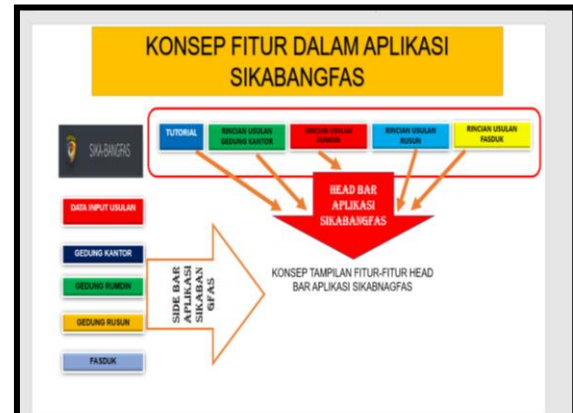 KONSEP FITUR DALAM APLIKASI
SIKABANGFAS
SIKA-BANGFAS
TUTORIAL
RINCIAN USULAN
GEDUNG KANTOR
RINCIAN USULAN
RUMDIN
RINCIAN USULAN
RUSUN
RINCIAN USULAN
FASDUK
HEAD BAR
APLIKASI
SIKABANGFAS
DATA INPUT USULAN
GEDUNG KANTOR
GEDUNG RUMDIN
GEDUNG RUSUN
FASDUK
SIDE BAR
APLIKASI
SIKABAN
GFAS
KONSEP TAMPILAN FITUR-FITUR HEAD
BAR APLIKASI SIKABNAGFAS